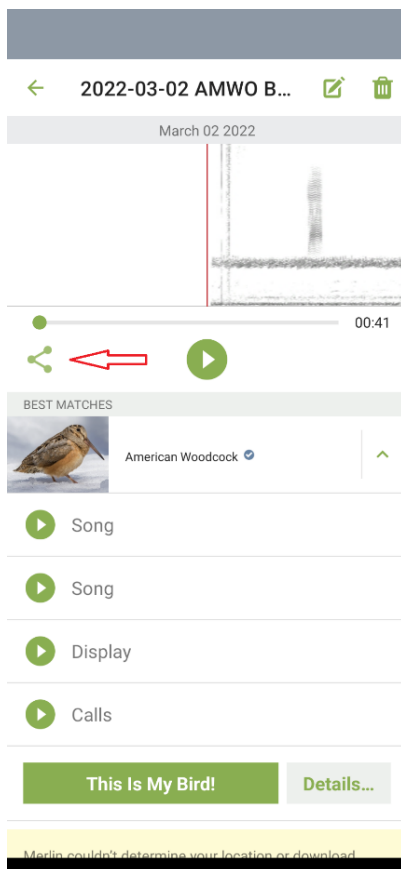 2022-03-02 AMWO B...
March 02 2022
00:41
BEST MATCHES
American Woodcock
Song
Song
Display
Calls
This Is My Bird!
Details...
Merlin couldn't determine your location or download